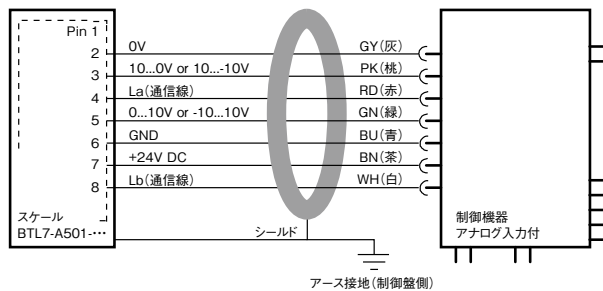 Pin 1
2 0V GY(灰)
3 10...0V or 10...-10V PK(桃)
4 La(通信線) RD(赤)
5 0...10V or -10...10V GN(緑)
6 GND BU(青)
7 +24V DC BN(茶)
8 Lb(通信線) WH(白)
スケール
BTL7-A501-…
シールド
制御機器
アナログ入力付
アース接地(制御盤側)